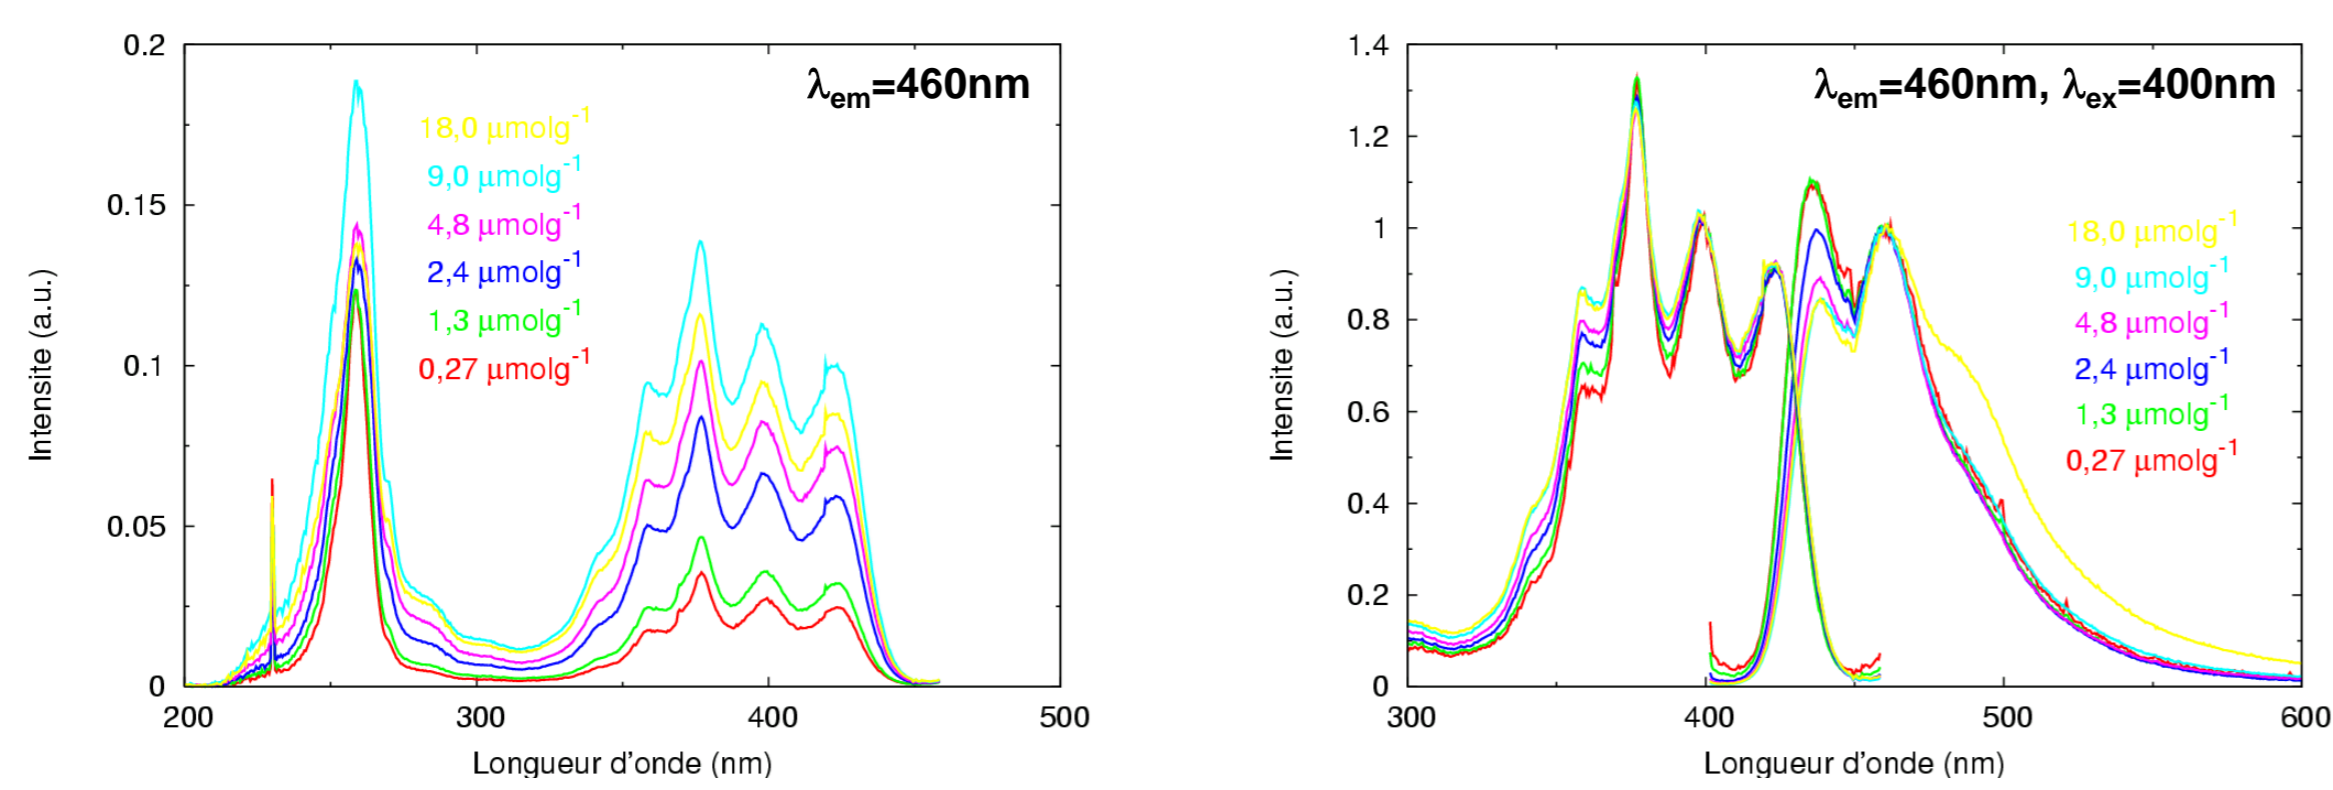 λem=460nm
18,0 μmolg-1
9,0 μmolg-1
4,8 μmolg-1
2,4 μmolg-1
1,3 μmolg-1
0,27 μmolg-1
0.2
0.15
0.1
0.05
0
200 300 400 500
Intensite (a.u.)
Longueur d'onde (nm)
λem=460nm, λex=400nm
18,0 μmolg-1
9,0 μmolg-1
4,8 μmolg-1
2,4 μmolg-1
1,3 μmolg-1
0,27 μmolg-1
1.4
1.2
1
0.8
0.6
0.4
0.2
0
300 400 500 600
Intensite (a.u.)
Longueur d'onde (nm)